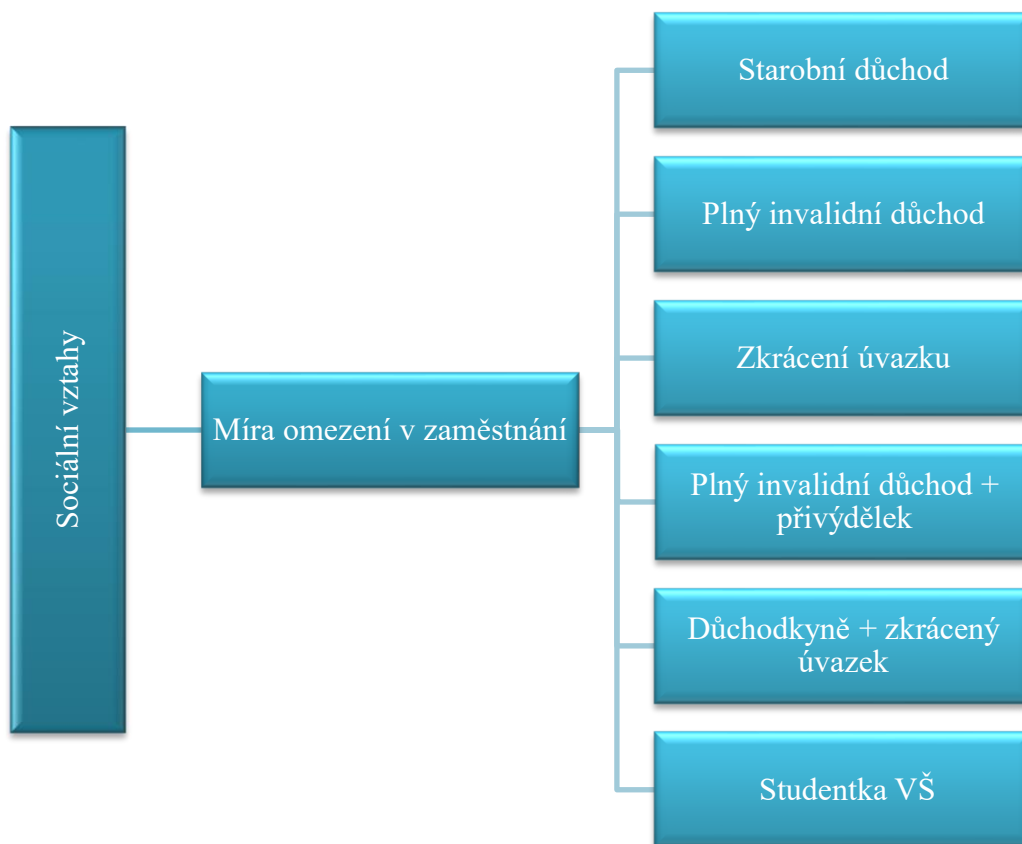 Sociální vztahy
Míra omezení v zaměstnání
Starobní důchod
Plný invalidní důchod
Zkrácení úvazku
Plný invalidní důchod +
přivýdělek
Důchodkyně + zkrácený
úvazek
Studentka VŠ